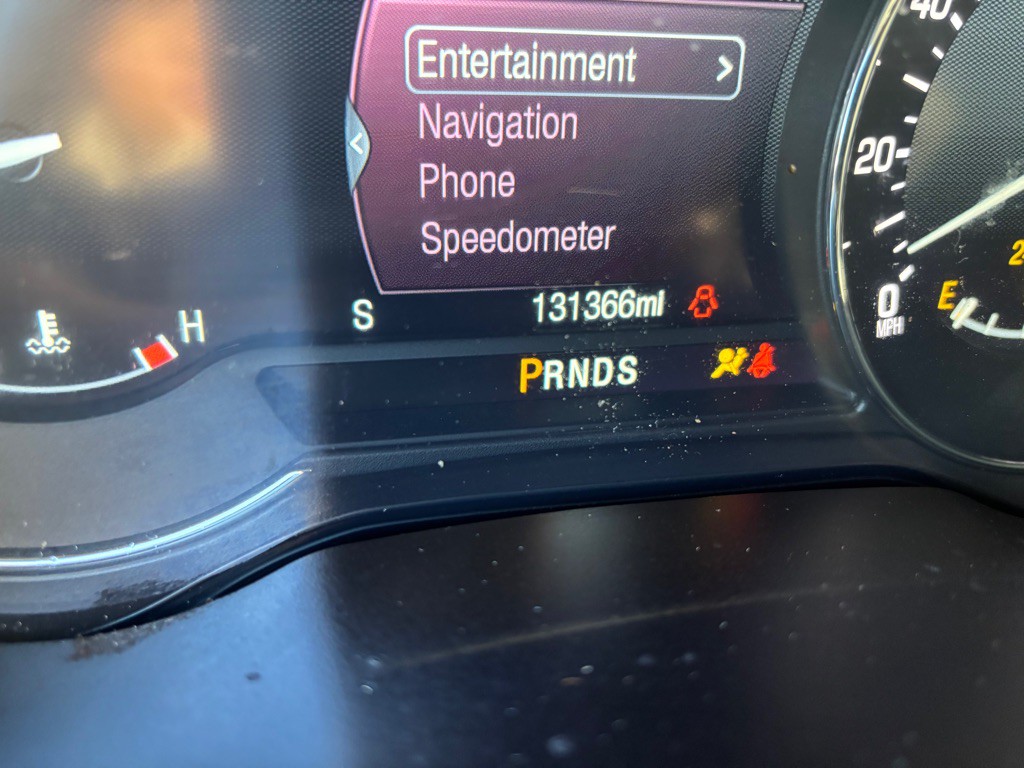 Entertainment >
Navigation
Phone
Speedometer
40
20
0
MPH
E
H
S
131366mi
PRNDS